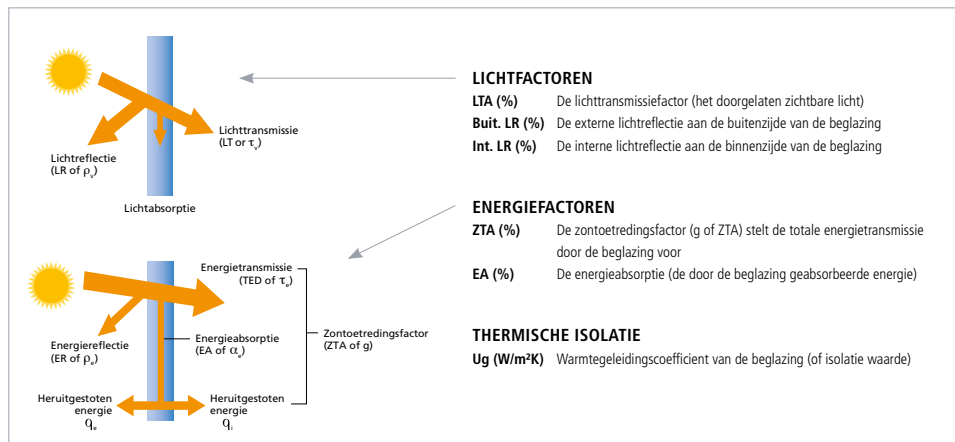 Lichttransmissie
(LT or τv)
Lichtreflectie
(LR of ρv)
Lichtabsorptie
Energietransmissie
(TED of τe)
Energiereflectie
(ER of ρe)
Energieabsorptie
(EA of αe)
Zontoetredingsfactor
(ZTA of g)
Heruitgestoten
energie
qe
Heruitgestoten
energie
qi
LICHTFACTOREN
LTA (%) De lichttransmissiefactor (het doorgelaten zichtbare licht)
Buit. LR (%) De externe lichtreflectie aan de buitenzijde van de beglazing
Int. LR (%) De interne lichtreflectie aan de binnenzijde van de beglazing
ENERGIEFACTOREN
ZTA (%) De zontoetredingsfactor (g of ZTA) stelt de totale energietransmissie
door de beglazing voor
EA (%) De energieabsorptie (de door de beglazing geabsorbeerde energie)
THERMISCHE ISOLATIE
Ug (W/m²K) Warmtegeleidingscoefficient van de beglazing (of isolatie waarde)